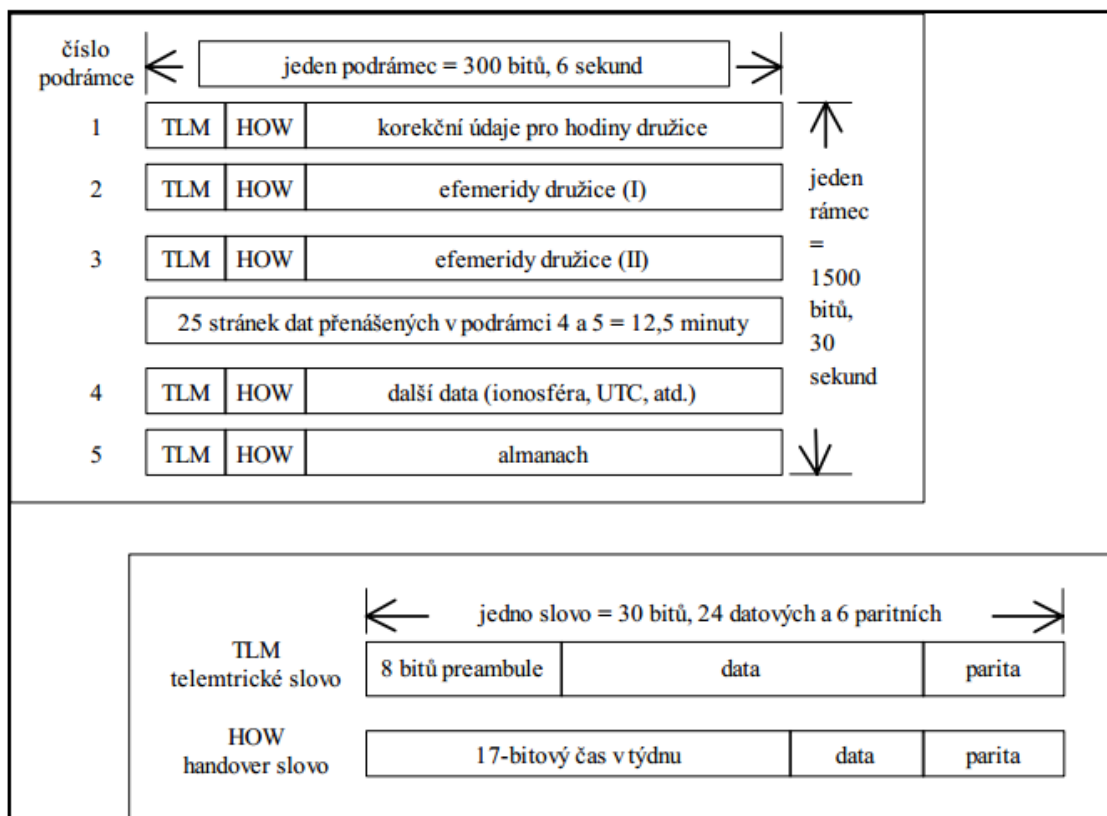 číslo
podrámce
jeden podrámec = 300 bitů, 6 sekund
1 TLM HOW korekční údaje pro hodiny družice
2 TLM HOW efemeridy družice (I)
3 TLM HOW efemeridy družice (II)
25 stránek dat přenášených v podrámci 4 a 5 = 12,5 minuty
4 TLM HOW další data (ionosféra, UTC, atd.)
5 TLM HOW almanach
jeden
rámec
=
1500
bitů,
30
sekund
jedno slovo = 30 bitů, 24 datových a 6 paritních
TLM
telemtrické slovo
8 bitů preambule data parita
HOW
handover slovo
17-bitový čas v týdnu data parita